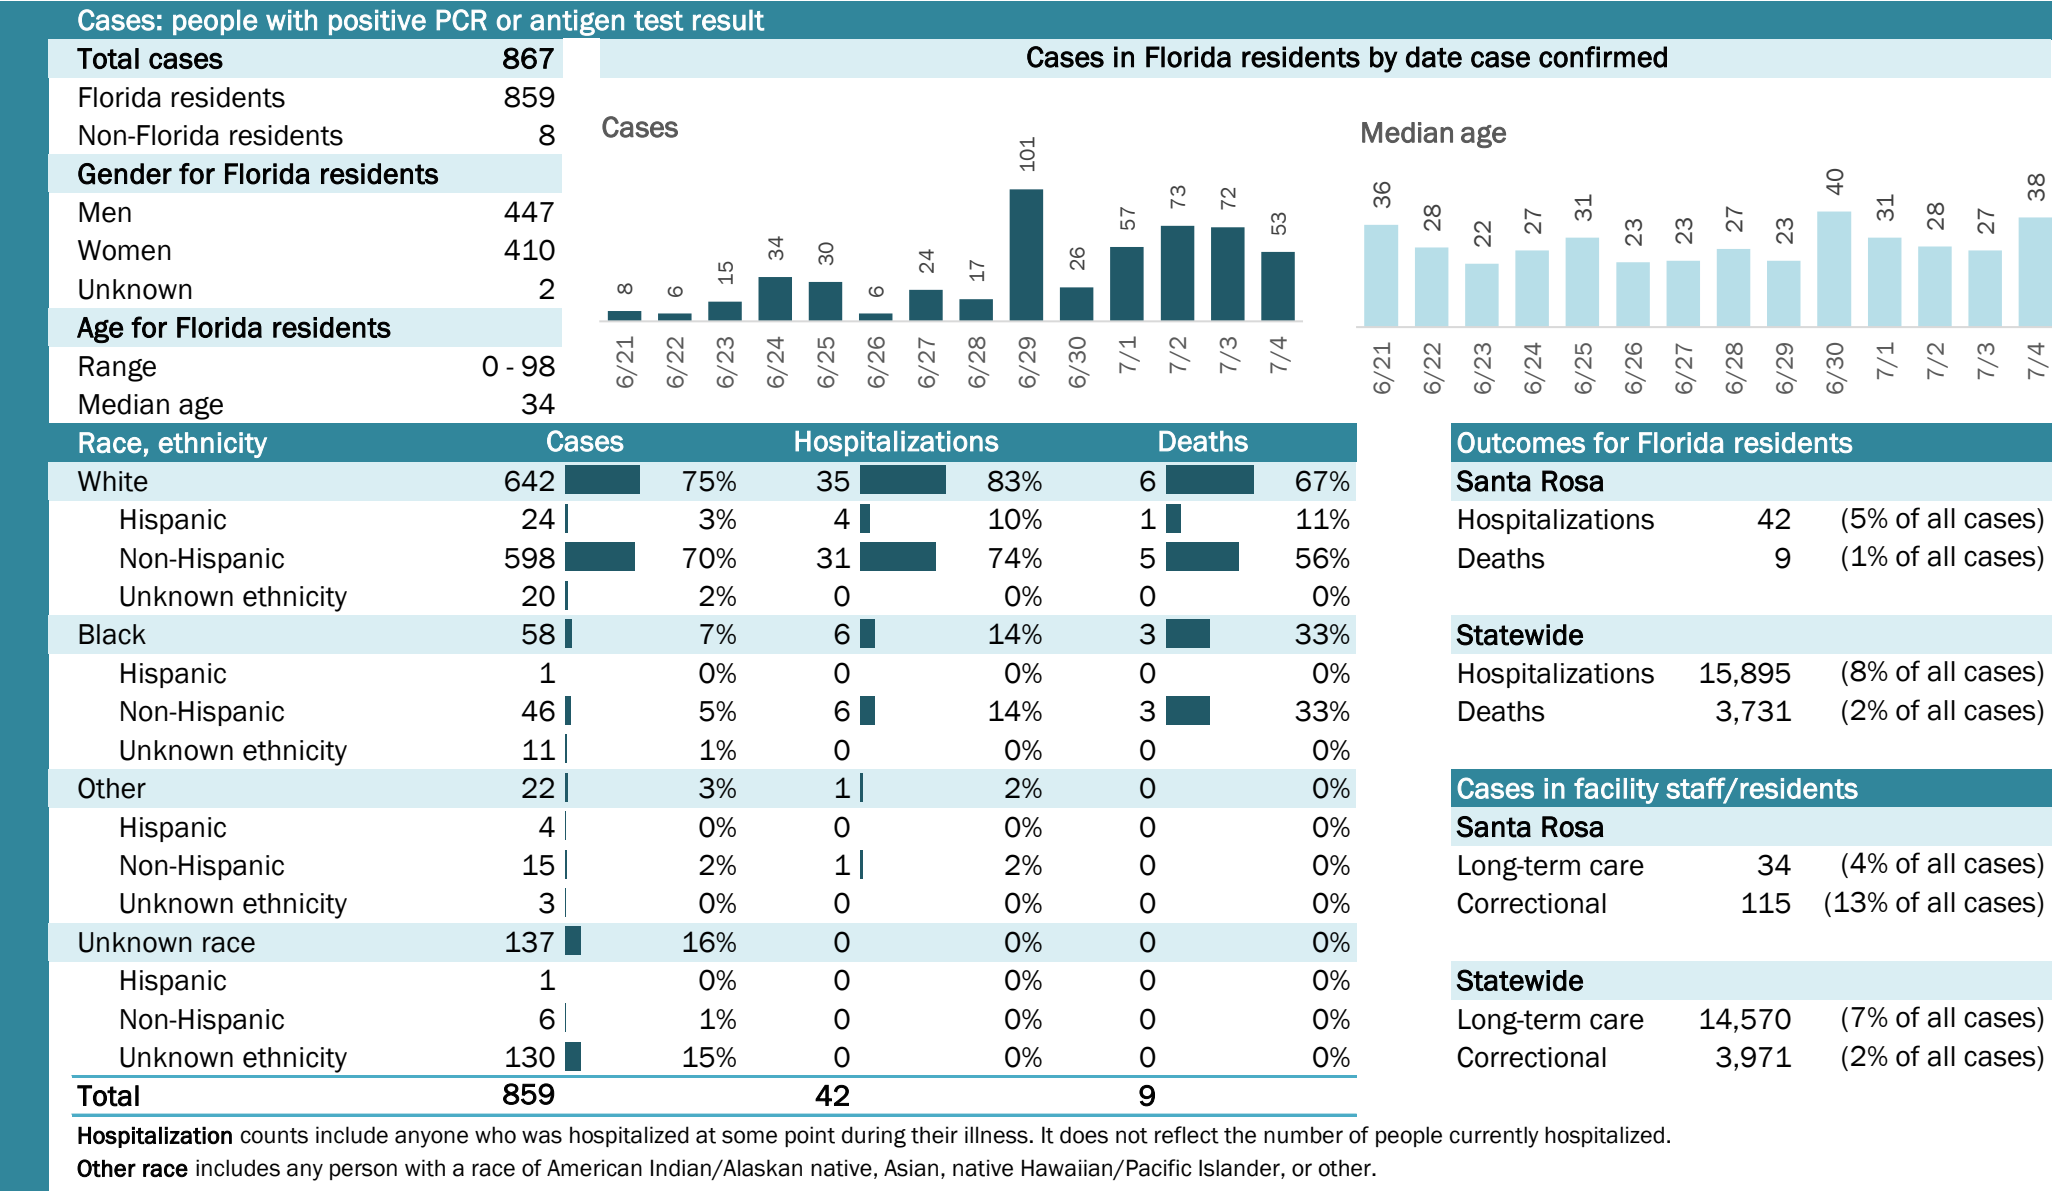 Cases: people with positive PCR or antigen test result
Total cases 867
Florida residents 859
Non-Florida residents 8
Gender for Florida residents
Men 447
Women 410
Unknown 2
Age for Florida residents
Range 0 - 98
Median age 34
Cases in Florida residents by date case confirmed
Cases
8 6 15 34 30 6 24 17 101 26 57 73 72 53
6/21 6/22 6/23 6/24 6/25 6/26 6/27 6/28 6/29 6/30 7/1 7/2 7/3 7/4
Median age
36 28 22 27 31 23 23 27 23 40 31 28 27 38
6/21 6/22 6/23 6/24 6/25 6/26 6/27 6/28 6/29 6/30 7/1 7/2 7/3 7/4
Race, ethnicity Cases Hospitalizations Deaths
White 642 75% 35 83% 6 67%
Hispanic 24 3% 4 10% 1 11%
Non-Hispanic 598 70% 31 74% 5 56%
Unknown ethnicity 20 2% 0 0% 0 0%
Black 58 7% 6 14% 3 33%
Hispanic 1 0% 0 0% 0 0%
Non-Hispanic 46 5% 6 14% 3 33%
Unknown ethnicity 11 1% 0 0% 0 0%
Other 22 3% 1 2% 0 0%
Hispanic 4 0% 0 0% 0 0%
Non-Hispanic 15 2% 1 2% 0 0%
Unknown ethnicity 3 0% 0 0% 0 0%
Unknown race 137 16% 0 0% 0 0%
Hispanic 1 0% 0 0% 0 0%
Non-Hispanic 6 1% 0 0% 0 0%
Unknown ethnicity 130 15% 0 0% 0 0%
Total 859 42 9
Outcomes for Florida residents
Santa Rosa
Hospitalizations 42 (5% of all cases)
Deaths 9 (1% of all cases)
Statewide
Hospitalizations 15,895 (8% of all cases)
Deaths 3,731 (2% of all cases)
Cases in facility staff/residents
Santa Rosa
Long-term care 34 (4% of all cases)
Correctional 115 (13% of all cases)
Statewide
Long-term care 14,570 (7% of all cases)
Correctional 3,971 (2% of all cases)
Hospitalization counts include anyone who was hospitalized at some point during their illness. It does not reflect the number of people currently hospitalized.
Other race includes any person with a race of American Indian/Alaskan native, Asian, native Hawaiian/Pacific Islander, or other.